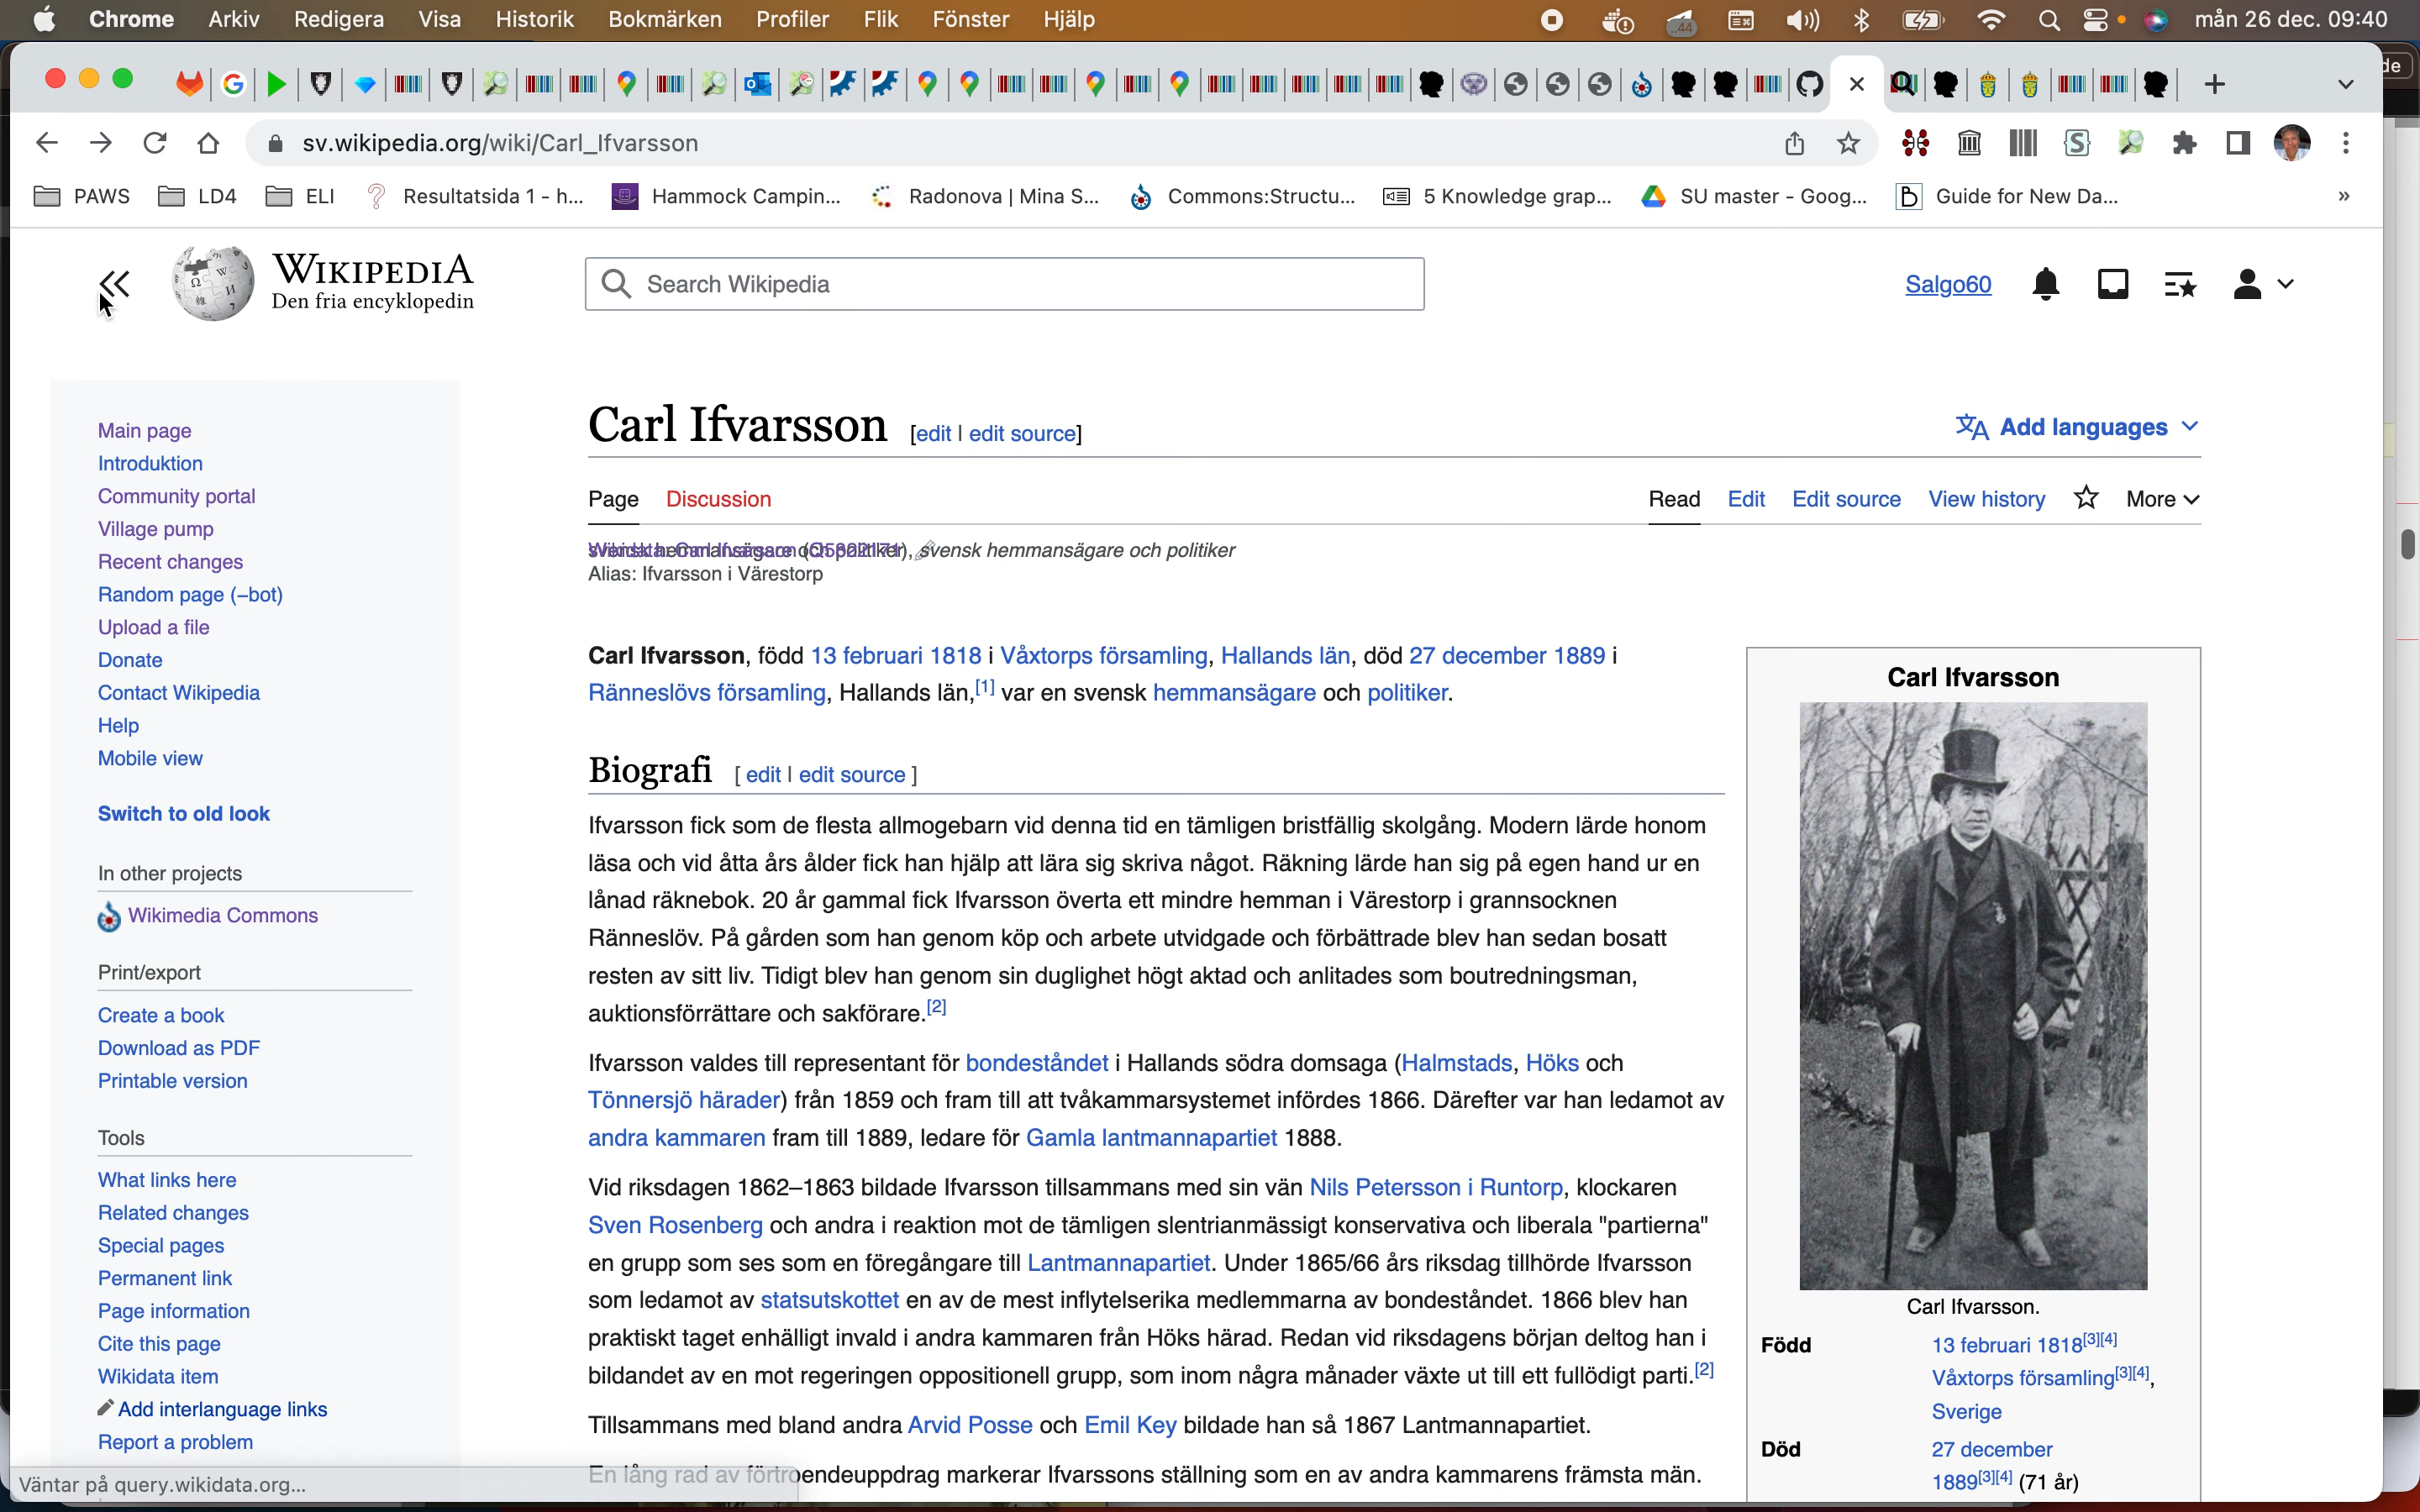 Chrome Arkiv Redigera Visa Historik Bokmärken Profiler Flik Fönster Hjälp
44
mån 26 dec. 09:40
de
sv.wikipedia.org/wiki/Carl_Ifvarsson
PAWS LD4 ELI Resultatsida 1 - h... Hammock Campin... Radonova | Mina S... Commons:Structu... 5 Knowledge grap... SU master - Goog... Guide for New Da... »
WIKIPEDIA
Den fria encyklopedin
Search Wikipedia
Salgo60
Main page
Introduktion
Community portal
Village pump
Recent changes
Random page (−bot)
Upload a file
Donate
Contact Wikipedia
Help
Mobile view
Switch to old look
In other projects
Wikimedia Commons
Print/export
Create a book
Download as PDF
Printable version
Tools
What links here
Related changes
Special pages
Permanent link
Page information
Cite this page
Wikidata item
Add interlanguage links
Report a problem
Väntar på query.wikidata.org...
Carl Ifvarsson [edit | edit source]
Add languages
Page Discussion
Read Edit Edit source View history More
svensk hemmansägare och politiker
Alias: Ifvarsson i Värestorp
Carl Ifvarsson, född 13 februari 1818 i Våxtorps församling, Hallands län, död 27 december 1889 i
Ränneslövs församling, Hallands län,[1] var en svensk hemmansägare och politiker.
Biografi [ edit | edit source ]
Ifvarsson fick som de flesta allmogebarn vid denna tid en tämligen bristfällig skolgång. Modern lärde honom
läsa och vid åtta års ålder fick han hjälp att lära sig skriva något. Räkning lärde han sig på egen hand ur en
lånad räknebok. 20 år gammal fick Ifvarsson överta ett mindre hemman i Värestorp i grannsocknen
Ränneslöv. På gården som han genom köp och arbete utvidgade och förbättrade blev han sedan bosatt
resten av sitt liv. Tidigt blev han genom sin duglighet högt aktad och anlitades som boutredningsman,
auktionsförrättare och sakförare.[2]
Ifvarsson valdes till representant för bondeståndet i Hallands södra domsaga (Halmstads, Höks och
Tönnersjö härader) från 1859 och fram till att tvåkammarsystemet infördes 1866. Därefter var han ledamot av
andra kammaren fram till 1889, ledare för Gamla lantmannapartiet 1888.
Vid riksdagen 1862–1863 bildade Ifvarsson tillsammans med sin vän Nils Petersson i Runtorp, klockaren
Sven Rosenberg och andra i reaktion mot de tämligen slentrianmässigt konservativa och liberala "partierna"
en grupp som ses som en föregångare till Lantmannapartiet. Under 1865/66 års riksdag tillhörde Ifvarsson
som ledamot av statsutskottet en av de mest inflytelserika medlemmarna av bondeståndet. 1866 blev han
praktiskt taget enhälligt invald i andra kammaren från Höks härad. Redan vid riksdagens början deltog han i
bildandet av en mot regeringen oppositionell grupp, som inom några månader växte ut till ett fullödigt parti.[2]
Tillsammans med bland andra Arvid Posse och Emil Key bildade han så 1867 Lantmannapartiet.
En lång rad av förtroendeuppdrag markerar Ifvarssons ställning som en av andra kammarens främsta män.
Carl Ifvarsson
Carl Ifvarsson.
Född 13 februari 1818[3][4]
Våxtorps församling[3][4],
Sverige
Död 27 december
1889[3][4] (71 år)